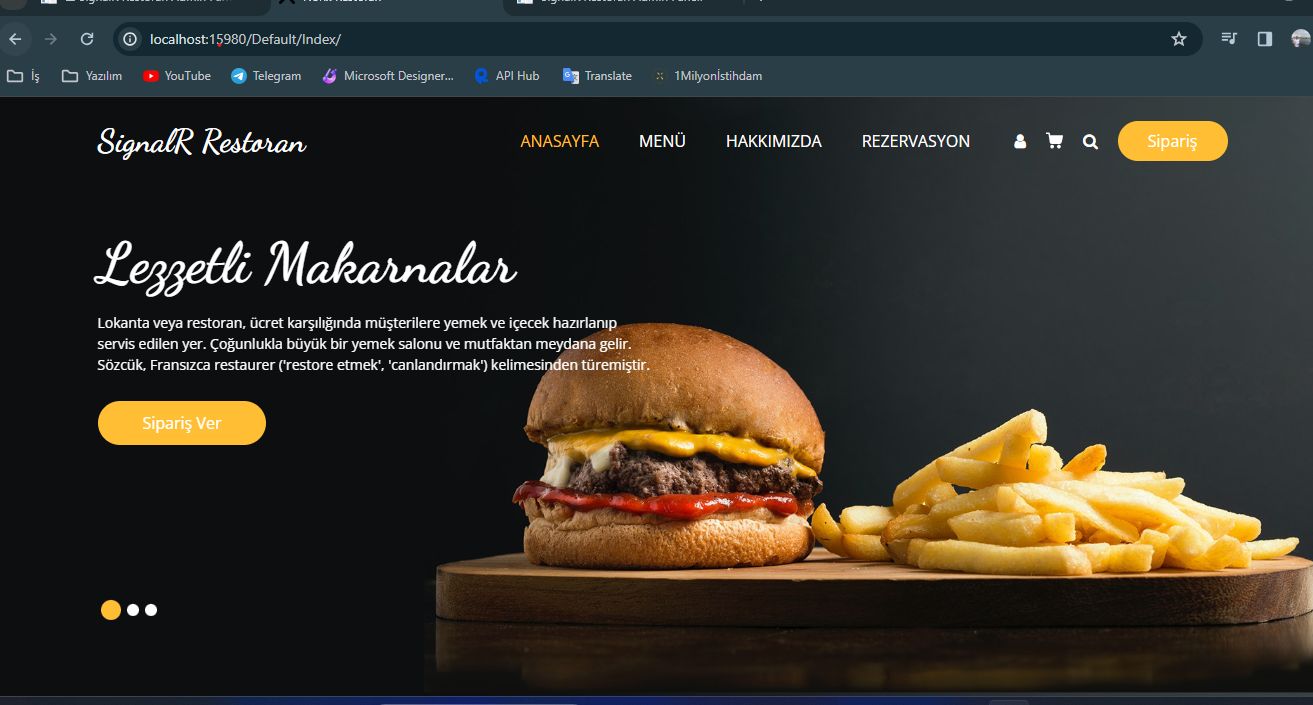 localhost:15980/Default/Index/
İş
Yazılım
YouTube
Telegram
Microsoft Designer...
API Hub
Translate
1Milyonİstihdam
SignalR Restoran
ANASAYFA
MENÜ
HAKKIMIZDA
REZERVASYON
Sipariş
Lezzetli Makarnalar
Lokanta veya restoran, ücret karşılığında müşterilere yemek ve içecek hazırlanıp
servis edilen yer. Çoğunlukla büyük bir yemek salonu ve mutfaktan meydana gelir.
Sözcük, Fransızca restaurer ('restore etmek', 'canlandırmak') kelimesinden türemiştir.
Sipariş Ver